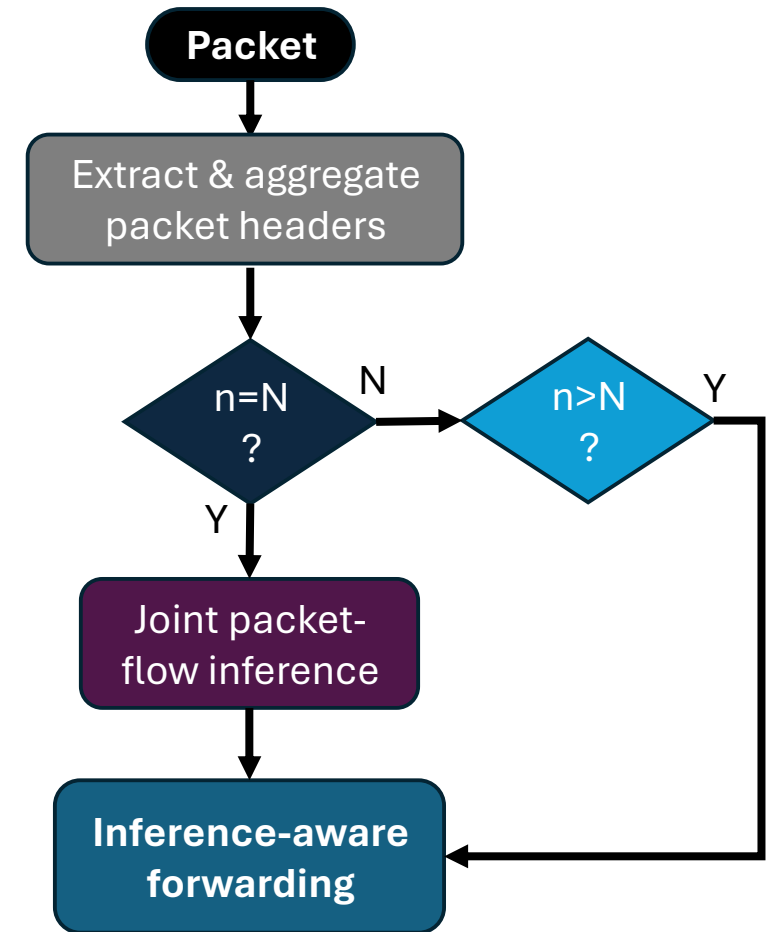 Packet
Extract & aggregate
packet headers
n=N
?
N
n>N
?
Y
Y
Joint packet-
flow inference
Inference-aware
forwarding